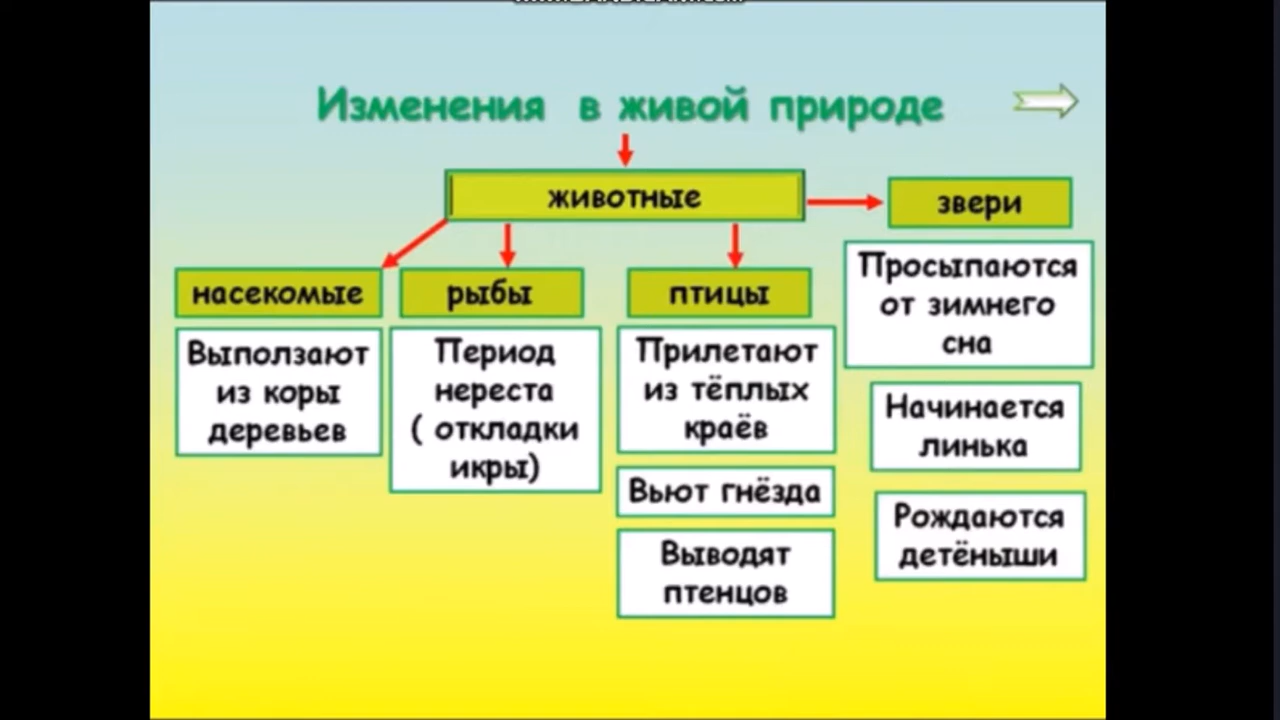 Изменения в живой природе
животные
звери
насекомые
рыбы
птицы
Выползают
из коры
деревьев
Период
нереста
( откладки
икры)
Прилетают
из тёплых
краёв
Вьют гнёзда
Выводят
птенцов
Просыпаются
от зимнего
сна
Начинается
линька
Рождаются
детёныши